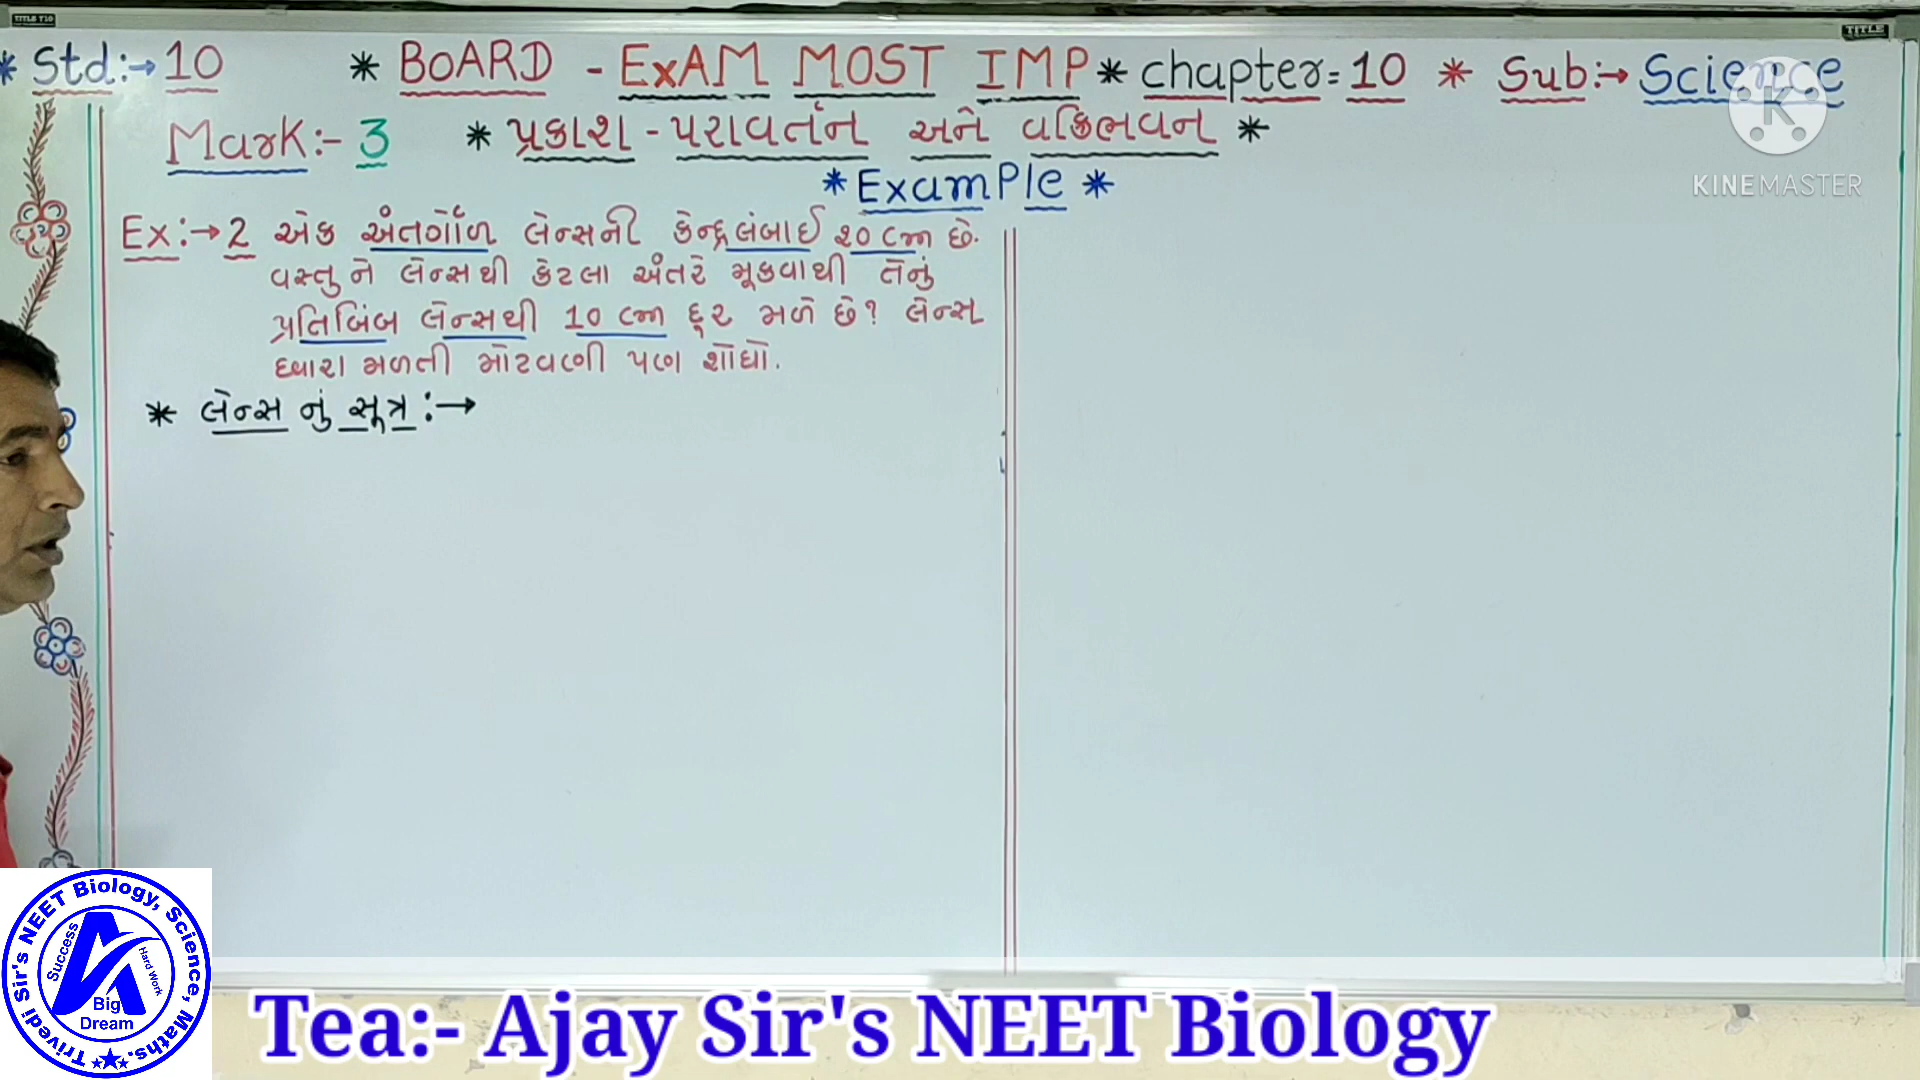 TITLE T10
TITLE
* Std:→ 10 * BoARD - ExAM MOST IMP * chapter = 10 * Sub:→ Science
Mark:- 3 * પ્રકાશ - પરાવર્તન અને વક્રિભવન *
* ExamPle *
Ex:→ 2 એક અંતર્ગોળ લેન્સની કેન્દ્રલંબાઈ 20 cm છે.
વસ્તુને લેન્સથી કેટલા અંતરે મૂકવાથી તેનું
પ્રતિબિંબ લેન્સથી 10 cm દૂર મળે છે? લેન્સ
દ્વારા મળતી મોટવણી પણ શોધો.
* લેન્સ નું સૂત્ર :→
K
KINEMASTER
Trivedi Sir's NEET Biology, Science, Maths.
Success
Hard Work
Big
Dream
Tea:- Ajay Sir's NEET Biology